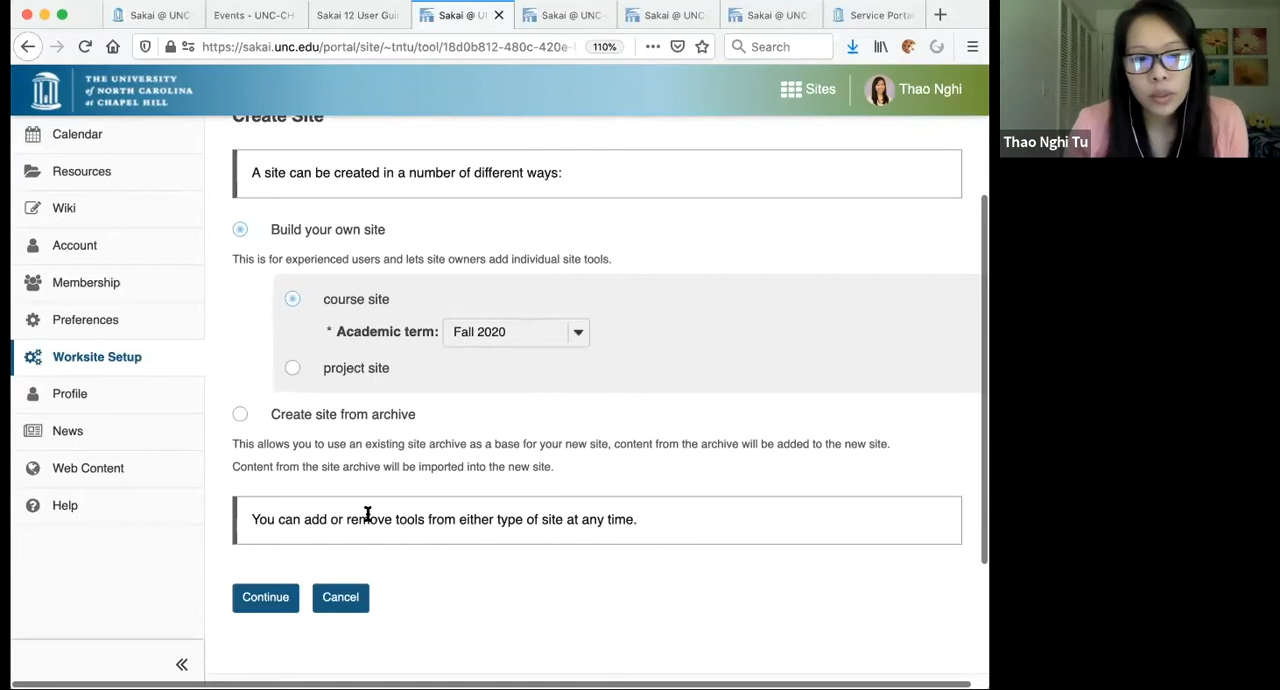 Sakai @ UNC
Events - UNC-CH
Sakai 12 User Gui
Sakai @ U
Sakai @ UNC-
Sakai @ UNC
Sakai @ UNC
Service Porta
https://sakai.unc.edu/portal/site/~tntu/tool/18d0b812-480c-420e-
110%
Search
THE UNIVERSITY
of NORTH CAROLINA
at CHAPEL HILL
Sites
Thao Nghi
Thao Nghi Tu
Calendar
Resources
Wiki
Account
Membership
Preferences
Worksite Setup
Profile
News
Web Content
Help
Create Site
A site can be created in a number of different ways:
Build your own site
This is for experienced users and lets site owners add individual site tools.
course site
* Academic term: Fall 2020
project site
Create site from archive
This allows you to use an existing site archive as a base for your new site, content from the archive will be added to the new site.
Content from the site archive will be imported into the new site.
You can add or remove tools from either type of site at any time.
Continue
Cancel